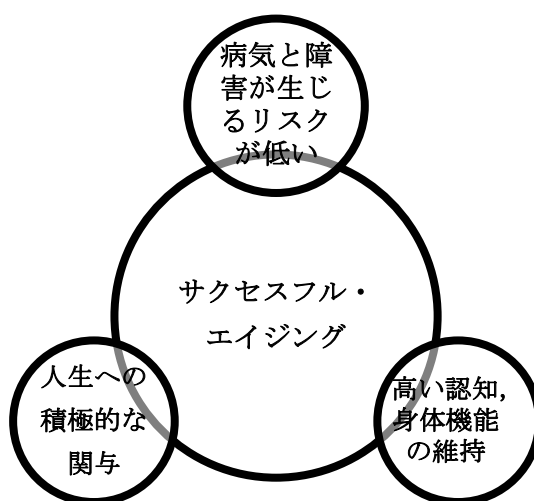 病気と障
害が生じ
るリスク
が低い
サクセスフル・
エイジング
人生への
積極的な
関与
高い認知,
身体機能
の維持